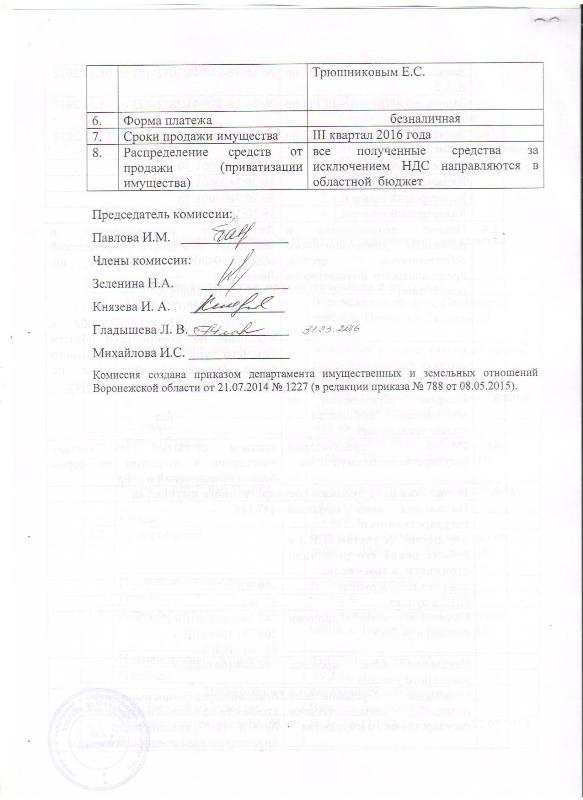 Трюшниковым Е.С.
6. Форма платежа безналичная
7. Сроки продажи имущества III квартал 2016 года
8. Распределение средств от все полученные средства за
продажи (приватизации исключением НДС направляются в
имущества) областной бюджет
Председатель комиссии:
Павлова И.М.
Члены комиссии:
Зеленина Н.А.
Князева И. А.
Гладышева Л. В. 31.03.2016
Михайлова И.С.
Комиссия создана приказом департамента имущественных и земельных отношений
Воронежской области от 21.07.2014 № 1227 (в редакции приказа № 788 от 08.05.2015).